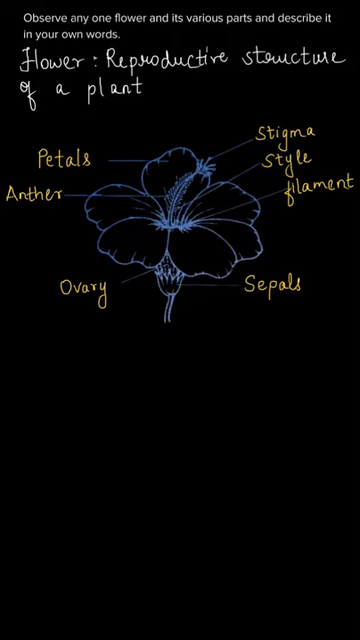 Observe any one flower and its various parts and describe it
in your own words.
Flower : Reproductive structure
of a plant
Stigma
Petals
Style
Anther
filament
Ovary
Sepals